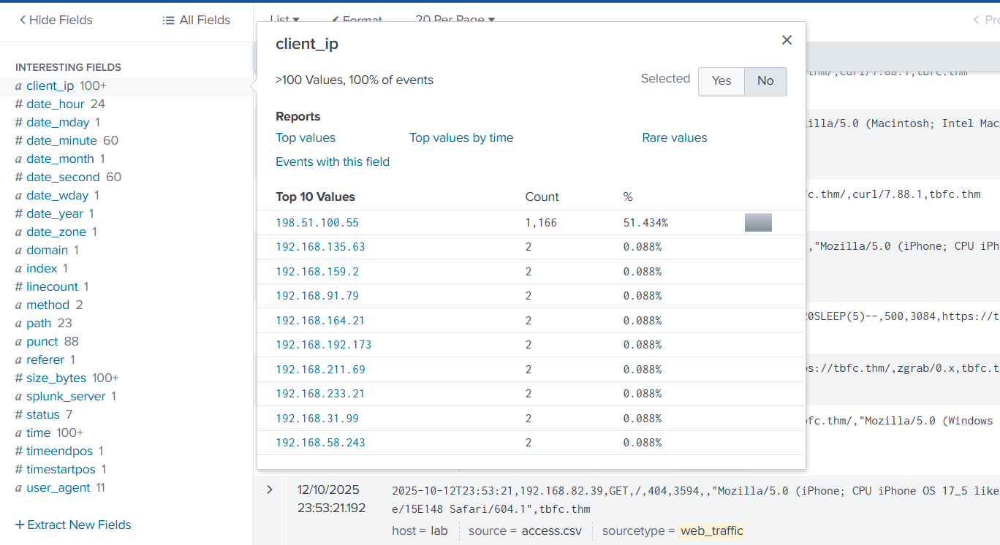 Hide Fields
All Fields
List
Format
20 Per Page
INTERESTING FIELDS
a client_ip 100+
# date_hour 24
# date_mday 1
# date_minute 60
a date_month 1
# date_second 60
a date_wday 1
# date_year 1
a date_zone 1
a domain 1
a index 1
# linecount 1
a method 2
a path 23
a punct 88
a referer 1
# size_bytes 100+
a splunk_server 1
# status 7
a time 100+
# timeendpos 1
# timestartpos 1
a user_agent 11
+ Extract New Fields
client_ip
>100 Values, 100% of events
Selected Yes No
Reports
Top values Top values by time Rare values
Events with this field
Top 10 Values Count %
198.51.100.55 1,166 51.434%
192.168.135.63 2 0.088%
192.168.159.2 2 0.088%
192.168.91.79 2 0.088%
192.168.164.21 2 0.088%
192.168.192.173 2 0.088%
192.168.211.69 2 0.088%
192.168.233.21 2 0.088%
192.168.31.99 2 0.088%
192.168.58.243 2 0.088%
thm/,curl/7.88.1,tbfc.thm
illa/5.0 (Macintosh; Intel Mac
c.thm/,curl/7.88.1,tbfc.thm
,"Mozilla/5.0 (iPhone; CPU iPh
0SLEEP(5)--,500,3084,https://t
s://tbfc.thm/,zgrab/0.x,tbfc.t
fc.thm/,"Mozilla/5.0 (Windows
12/10/2025
23:53:21.192
2025-10-12T23:53:21,192.168.82.39,GET,/,404,3594,,"Mozilla/5.0 (iPhone; CPU iPhone OS 17_5 like
e/15E148 Safari/604.1",tbfc.thm
host = lab source = access.csv sourcetype = web_traffic